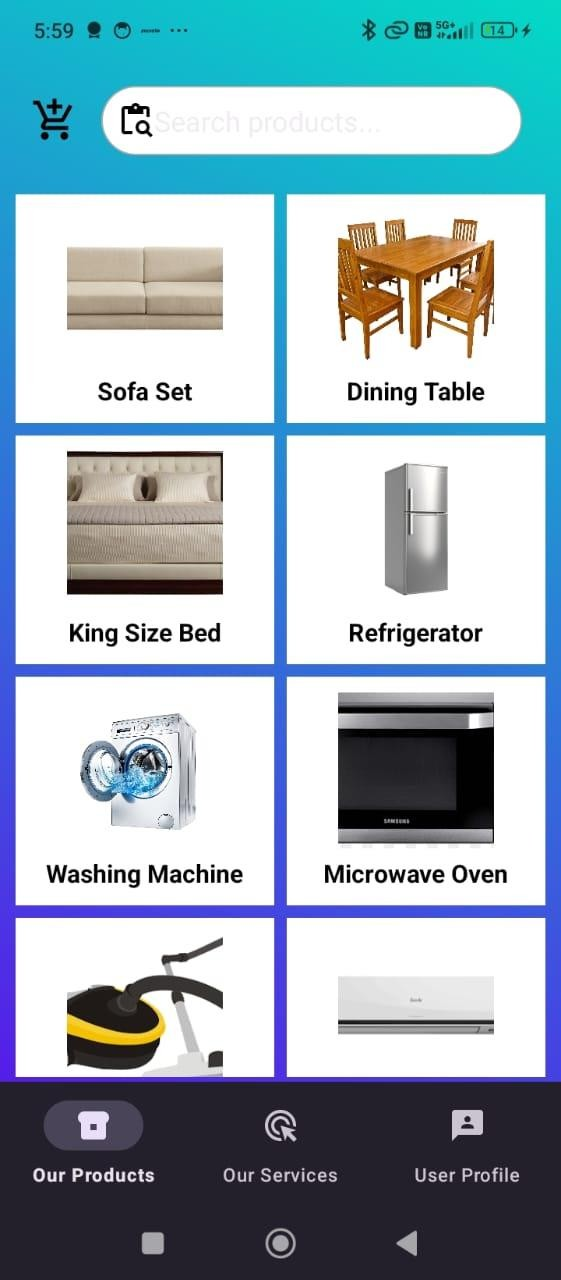 5:59
5G+
14
Search products...
Sofa Set
Dining Table
King Size Bed
Refrigerator
Washing Machine
Microwave Oven
SAMSUNG
Our Products
Our Services
User Profile